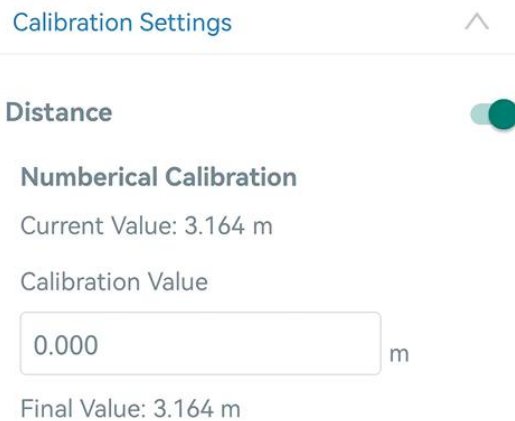 Calibration Settings
Distance
Numberical Calibration
Current Value: 3.164 m
Calibration Value
0.000
m
Final Value: 3.164 m